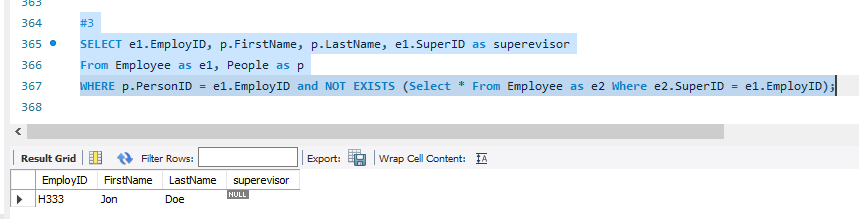 363
364 #3
365 SELECT e1.EmployID, p.FirstName, p.LastName, e1.SuperID as superevisor
366 From Employee as e1, People as p
367 WHERE p.PersonID = e1.EmployID and NOT EXISTS (Select * From Employee as e2 Where e2.SuperID = e1.EmployID);
368
Result Grid Filter Rows: Export: Wrap Cell Content:
EmployID FirstName LastName superevisor
H333 Jon Doe NULL